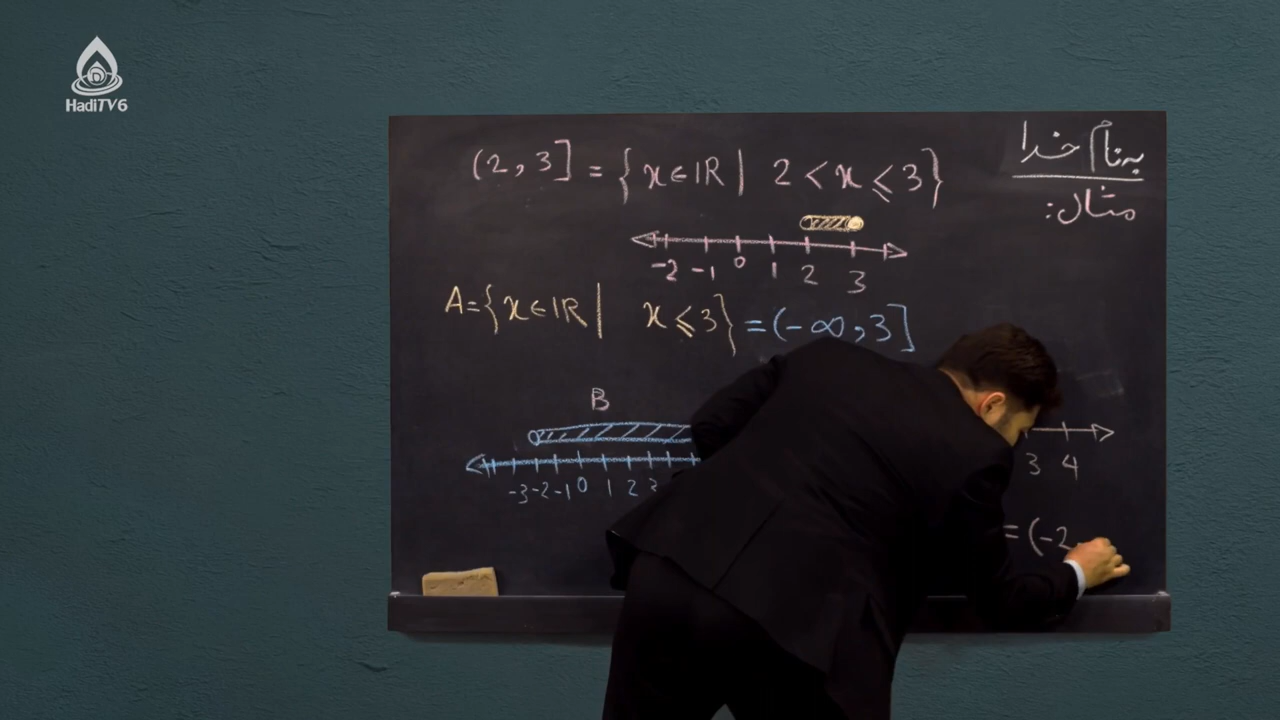 HadiTV6
به نام خدا
مثال:
(2,3] = {x∈IR | 2<x⩽3}
-2 -1 0 1 2 3
A={x∈IR | x⩽3} =(-∞,3]
B
-3 -2 -1 0 1 2 3
3 4
=(-2